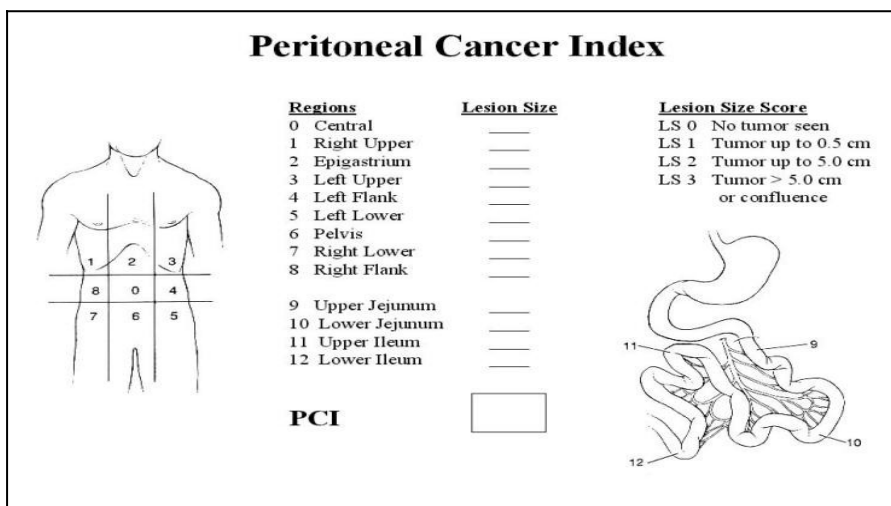 Peritoneal Cancer Index
Regions
Lesion Size
0 Central
1 Right Upper
2 Epigastrium
3 Left Upper
4 Left Flank
5 Left Lower
6 Pelvis
7 Right Lower
8 Right Flank
9 Upper Jejunum
10 Lower Jejunum
11 Upper Ileum
12 Lower Ileum
PCI
Lesion Size Score
LS 0 No tumor seen
LS 1 Tumor up to 0.5 cm
LS 2 Tumor up to 5.0 cm
LS 3 Tumor > 5.0 cm
or confluence
1 2 3
8 0 4
7 6 5
11 9
10
12